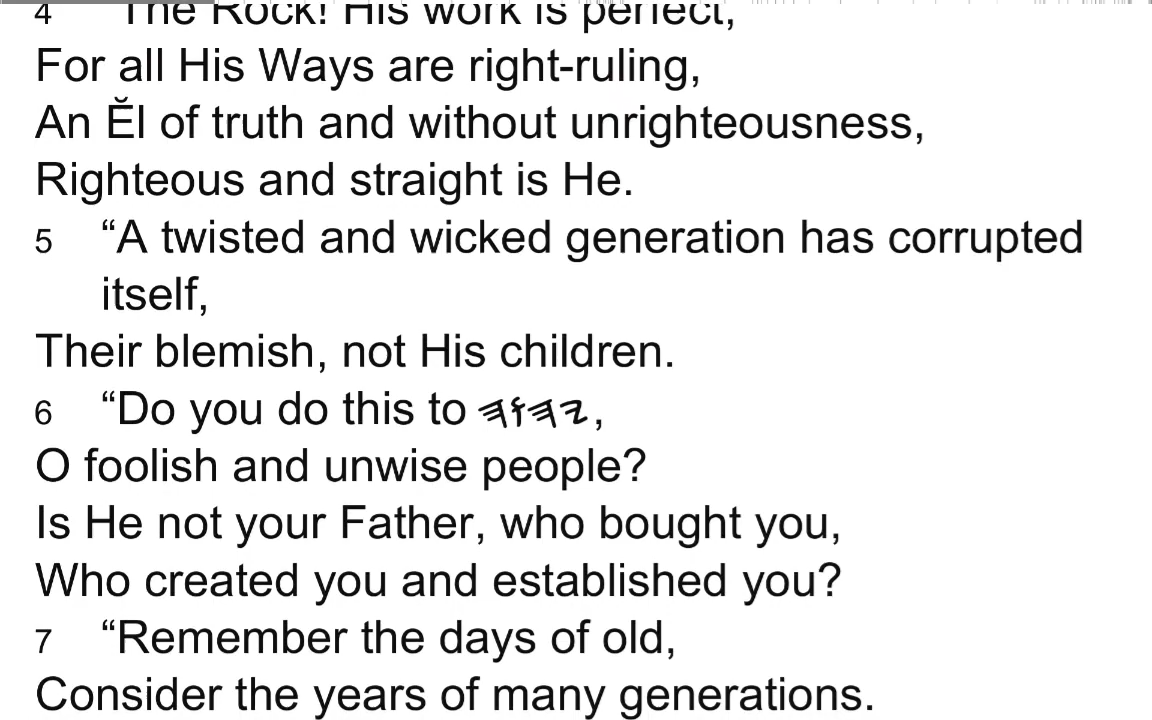 4 The Rock! His work is perfect,
For all His Ways are right-ruling,
An Ĕl of truth and without unrighteousness,
Righteous and straight is He.
5 “A twisted and wicked generation has corrupted
itself,
Their blemish, not His children.
6 “Do you do this to 𐤉𐤄𐤅𐤄,
O foolish and unwise people?
Is He not your Father, who bought you,
Who created you and established you?
7 “Remember the days of old,
Consider the years of many generations.